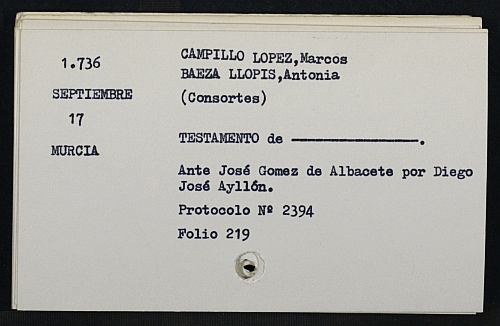 1.736
SEPTIEMBRE
17
MURCIA
CAMPILLO LOPEZ,Marcos
BAEZA LLOPIS,Antonia
(Consortes)
TESTAMENTO de ————————.
Ante José Gomez de Albacete por Diego
José Ayllón.
Protocolo Nº 2394
Folio 219